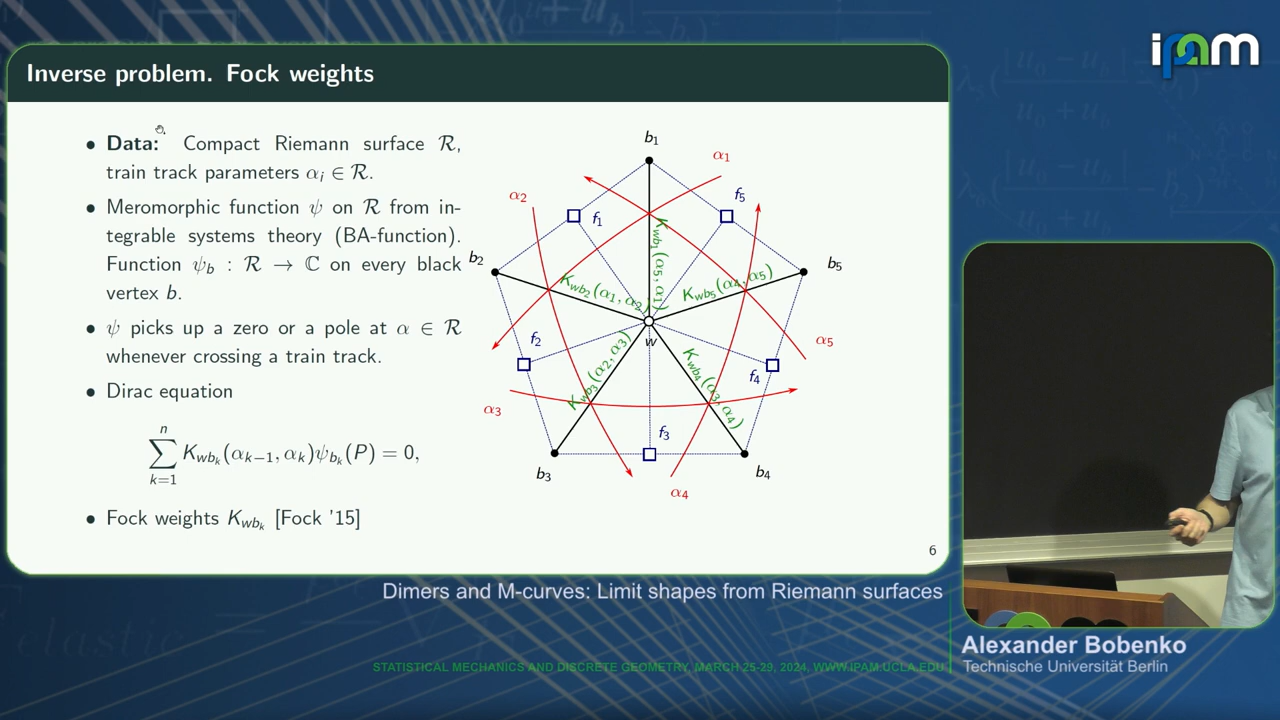 ipam
Inverse problem. Fock weights
• Data: Compact Riemann surface ℛ,
train track parameters αᵢ ∈ ℛ.
• Meromorphic function ψ on ℛ from in-
tegrable systems theory (BA-function).
Function ψ_b : ℛ → ℂ on every black
vertex b.
• ψ picks up a zero or a pole at α ∈ ℛ
whenever crossing a train track.
• Dirac equation
∑_{k=1}^{n} K_{wb_k}(α_{k−1}, α_k)ψ_{b_k}(P) = 0,
• Fock weights K_{wb_k} [Fock '15]
b₁
α₁
α₂
f₁
f₅
b₂
b₅
K_{wb₁}(α₅, α₁)
K_{wb₂}(α₁, α₂)
K_{wb₅}(α₄, α₅)
w
f₂
α₅
K_{wb₃}(α₂, α₃)
K_{wb₄}(α₃, α₄)
f₄
α₃
f₃
b₃
b₄
α₄
6
Dimers and M-curves: Limit shapes from Riemann surfaces
Alexander Bobenko
Technische Universität Berlin
STATISTICAL MECHANICS AND DISCRETE GEOMETRY, MARCH 25-29, 2024, WWW.IPAM.UCLA.EDU
elastic